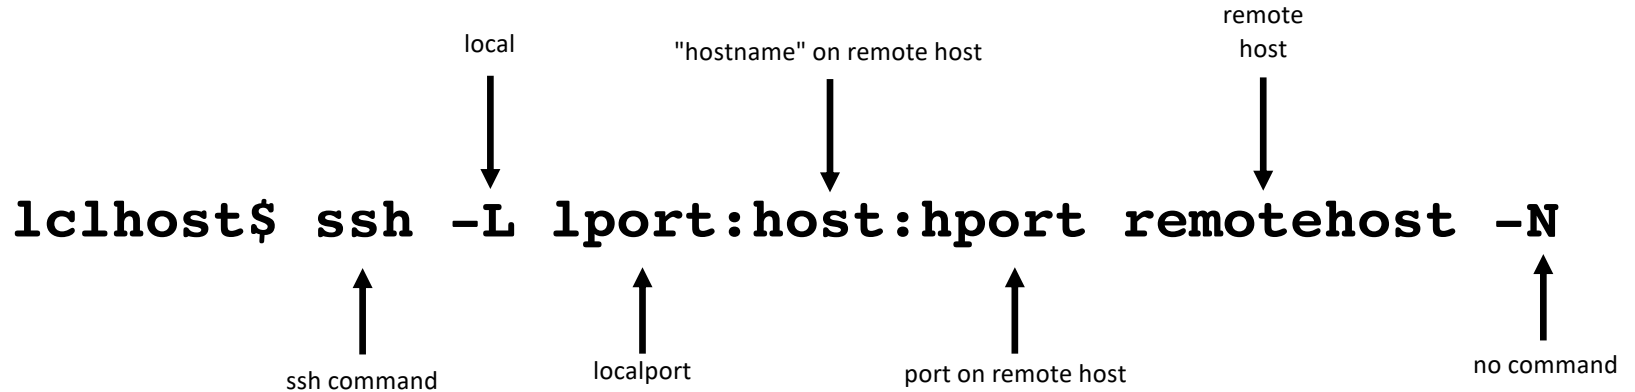 local
"hostname" on remote host
remote
host
lclhost$ ssh -L lport:host:hport remotehost -N
ssh command
localport
port on remote host
no command